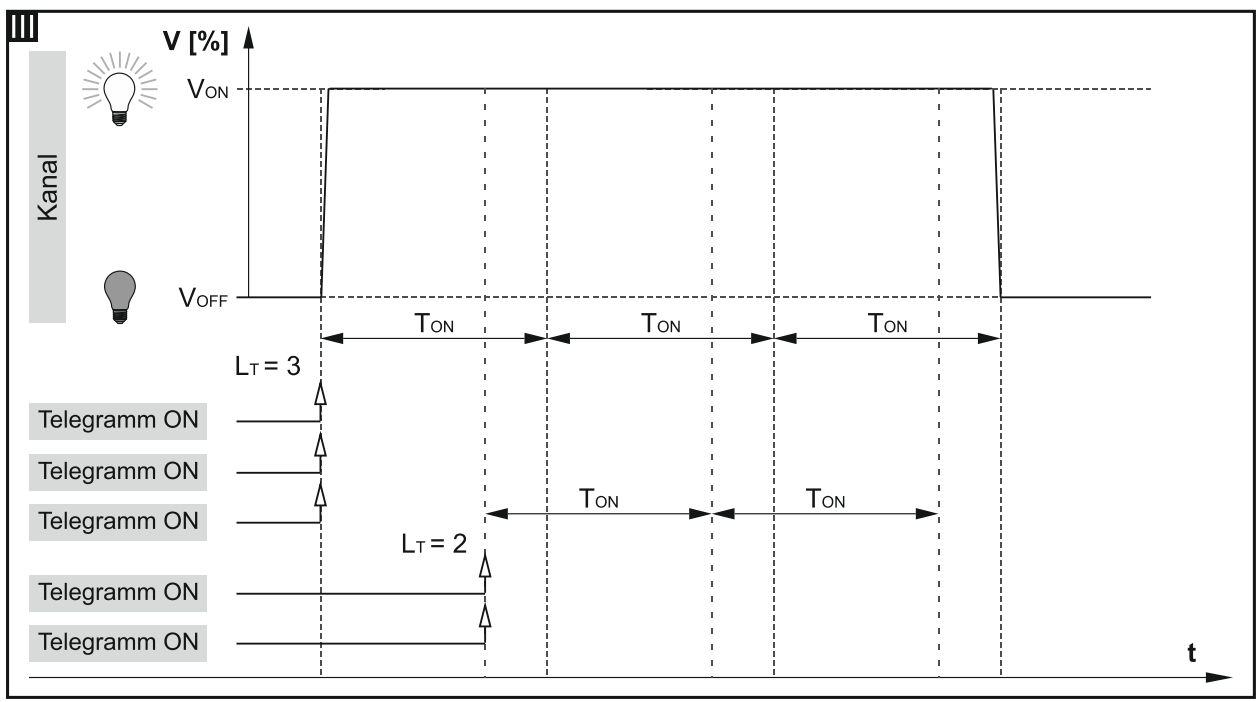 III
V [%]
VON
Kanal
VOFF
TON TON TON
LT = 3
Telegramm ON
Telegramm ON
Telegramm ON
TON TON
LT = 2
Telegramm ON
Telegramm ON
t